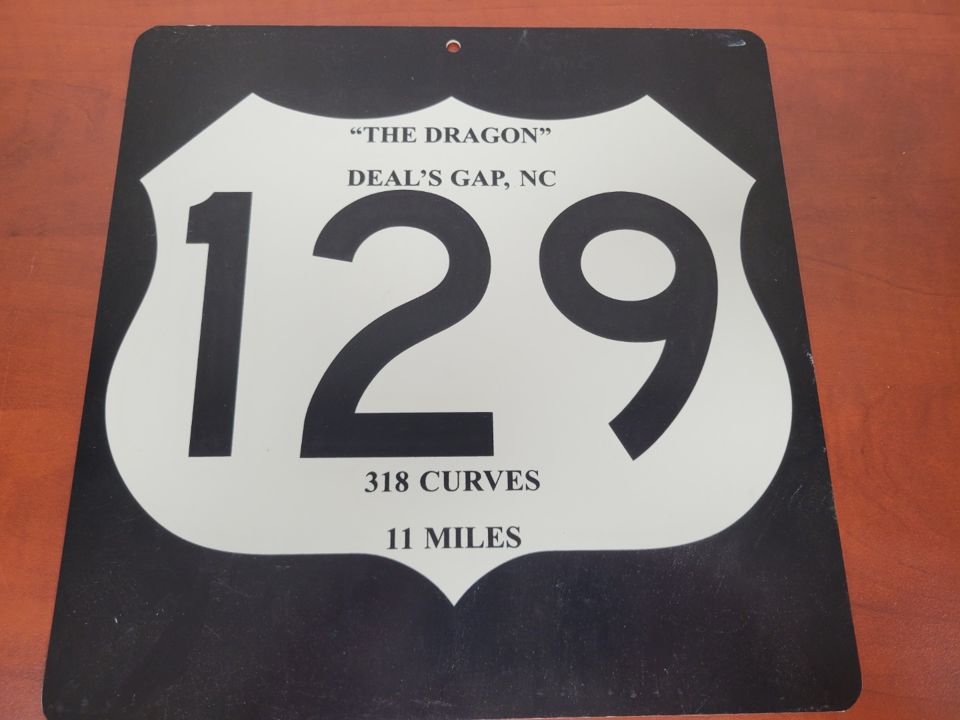 “THE DRAGON”
DEAL’S GAP, NC
129
318 CURVES
11 MILES